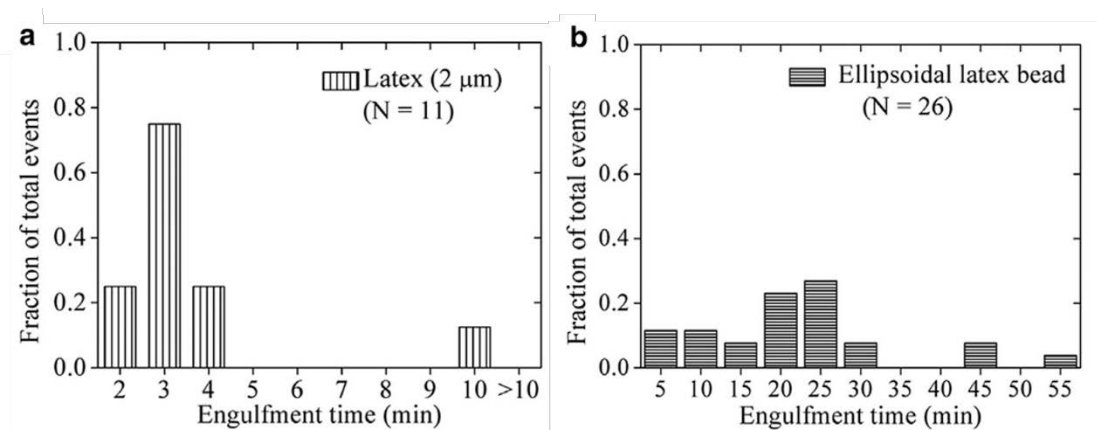 a
1.0
0.8
0.6
0.4
0.2
0.0
Fraction of total events
Latex (2 μm)
(N = 11)
2 3 4 5 6 7 8 9 10 >10
Engulfment time (min)
b
1.0
0.8
0.6
0.4
0.2
0.0
Fraction of total events
Ellipsoidal latex bead
(N = 26)
5 10 15 20 25 30 35 40 45 50 55
Engulfment time (min)